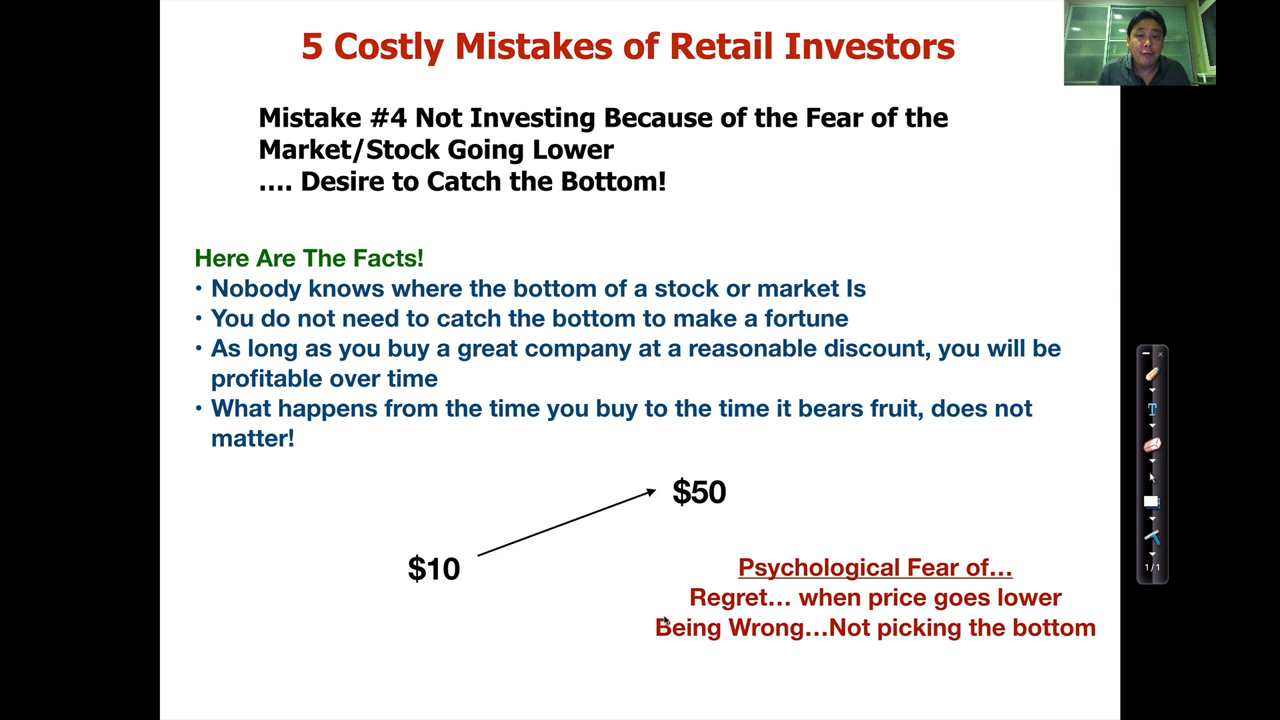 5 Costly Mistakes of Retail Investors
Mistake #4 Not Investing Because of the Fear of the
Market/Stock Going Lower
…. Desire to Catch the Bottom!
Here Are The Facts!
• Nobody knows where the bottom of a stock or market Is
• You do not need to catch the bottom to make a fortune
• As long as you buy a great company at a reasonable discount, you will be
profitable over time
• What happens from the time you buy to the time it bears fruit, does not
matter!
$50
$10
Psychological Fear of…
Regret… when price goes lower
Being Wrong…Not picking the bottom
T
1/1